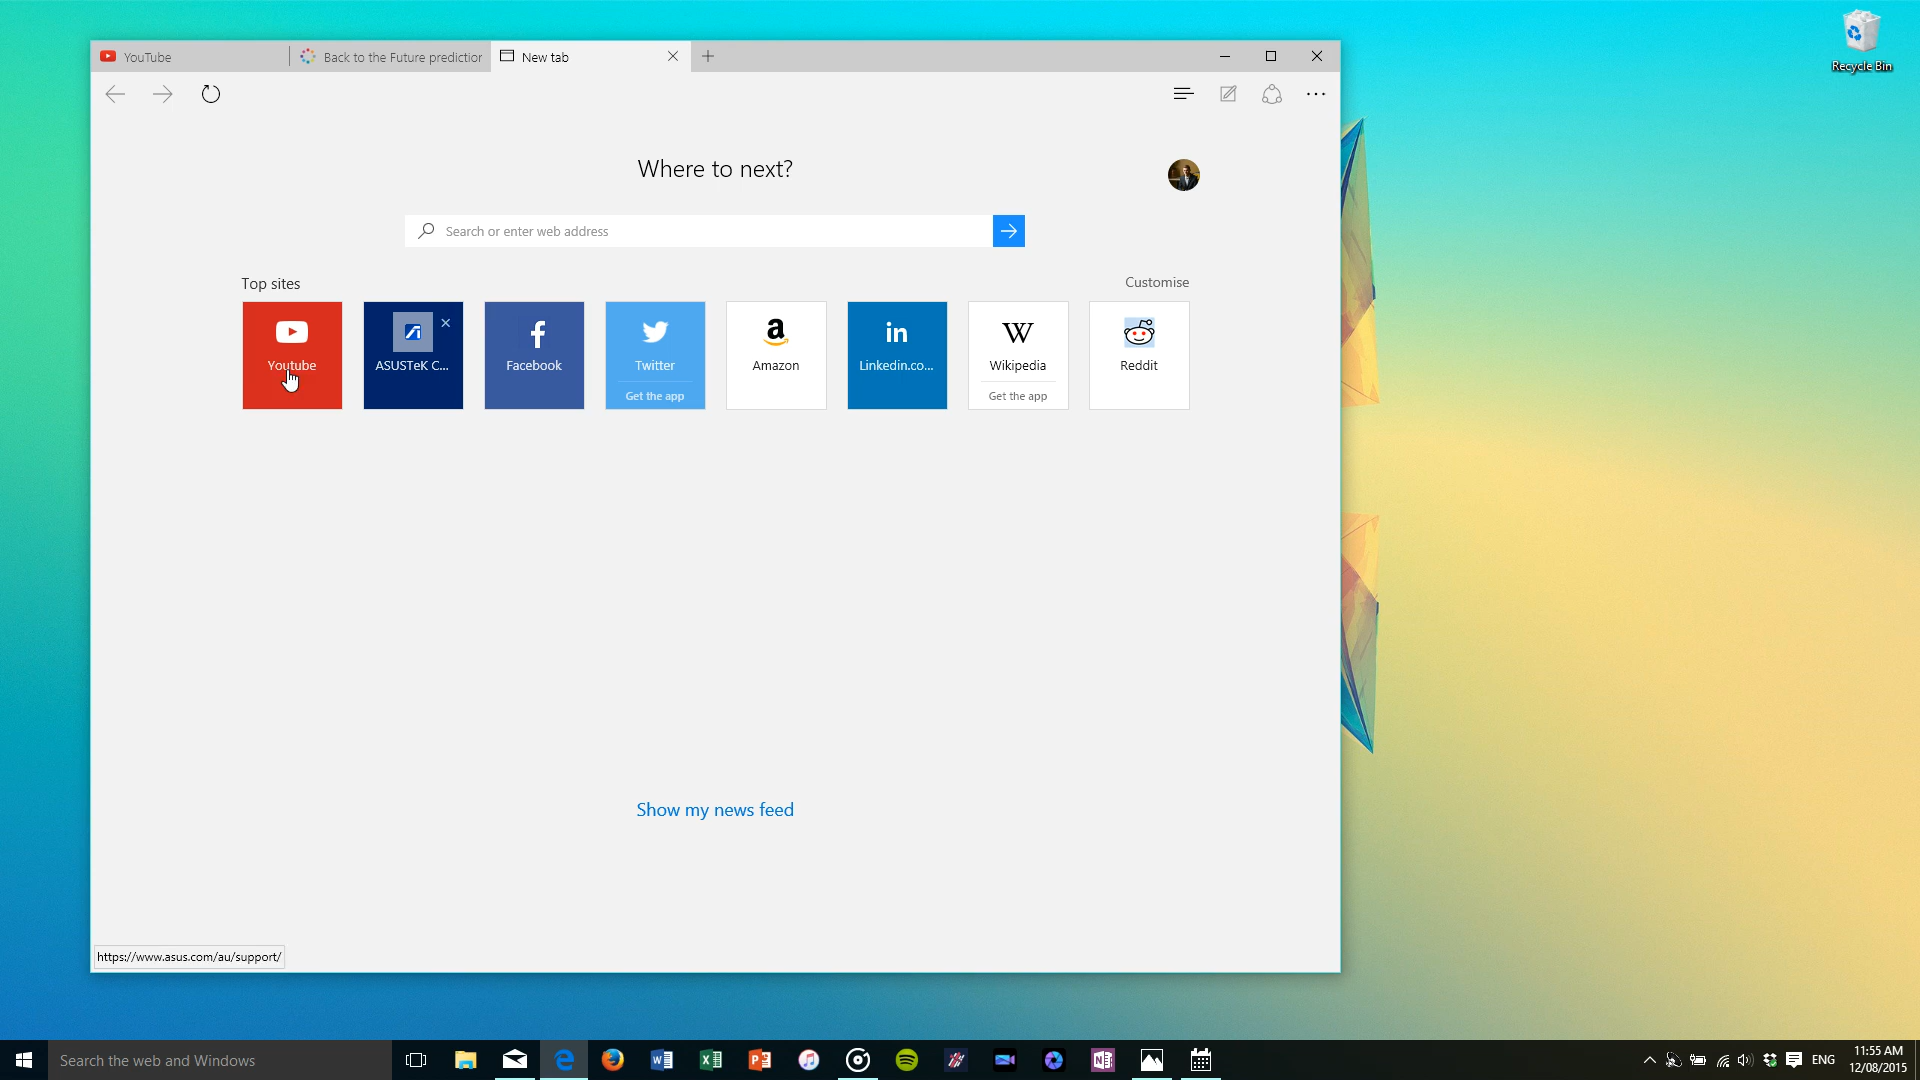 Recycle Bin
YouTube
Back to the Future prediction
New tab
Where to next?
Search or enter web address
Top sites
Customise
Youtube
ASUSTeK C...
Facebook
Twitter
Get the app
Amazon
Linkedin.co...
Wikipedia
Get the app
Reddit
Show my news feed
https://www.asus.com/au/support/
Search the web and Windows
ENG
11:55 AM
12/08/2015